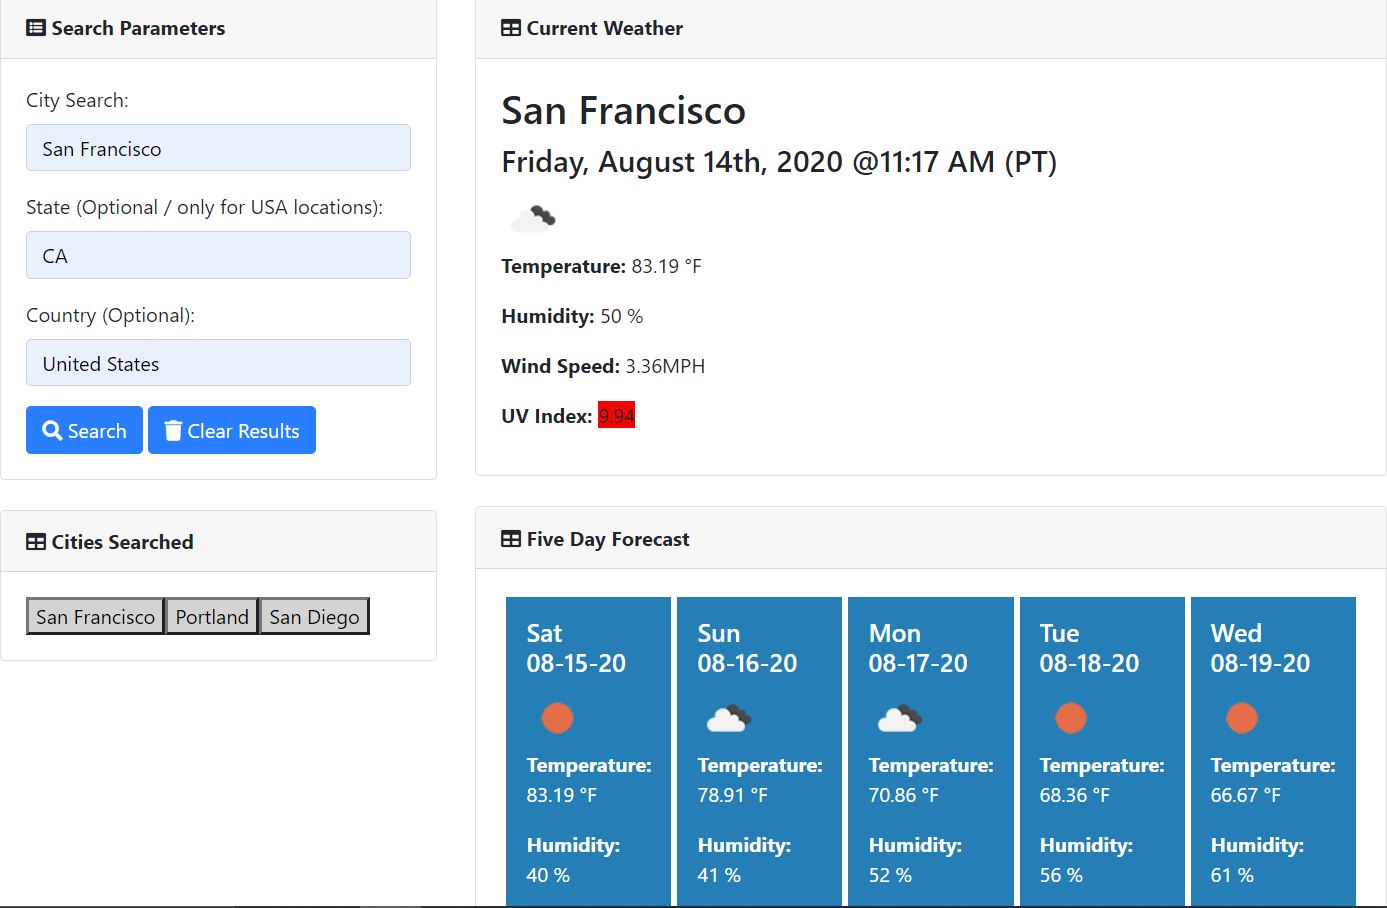 Search Parameters
City Search:
San Francisco
State (Optional / only for USA locations):
CA
Country (Optional):
United States
Search
Clear Results
Cities Searched
San Francisco
Portland
San Diego
Current Weather
San Francisco
Friday, August 14th, 2020 @11:17 AM (PT)
Temperature: 83.19 °F
Humidity: 50 %
Wind Speed: 3.36MPH
UV Index: 9.94
Five Day Forecast
Sat
08-15-20
Temperature:
83.19 °F
Humidity:
40 %
Sun
08-16-20
Temperature:
78.91 °F
Humidity:
41 %
Mon
08-17-20
Temperature:
70.86 °F
Humidity:
52 %
Tue
08-18-20
Temperature:
68.36 °F
Humidity:
56 %
Wed
08-19-20
Temperature:
66.67 °F
Humidity:
61 %